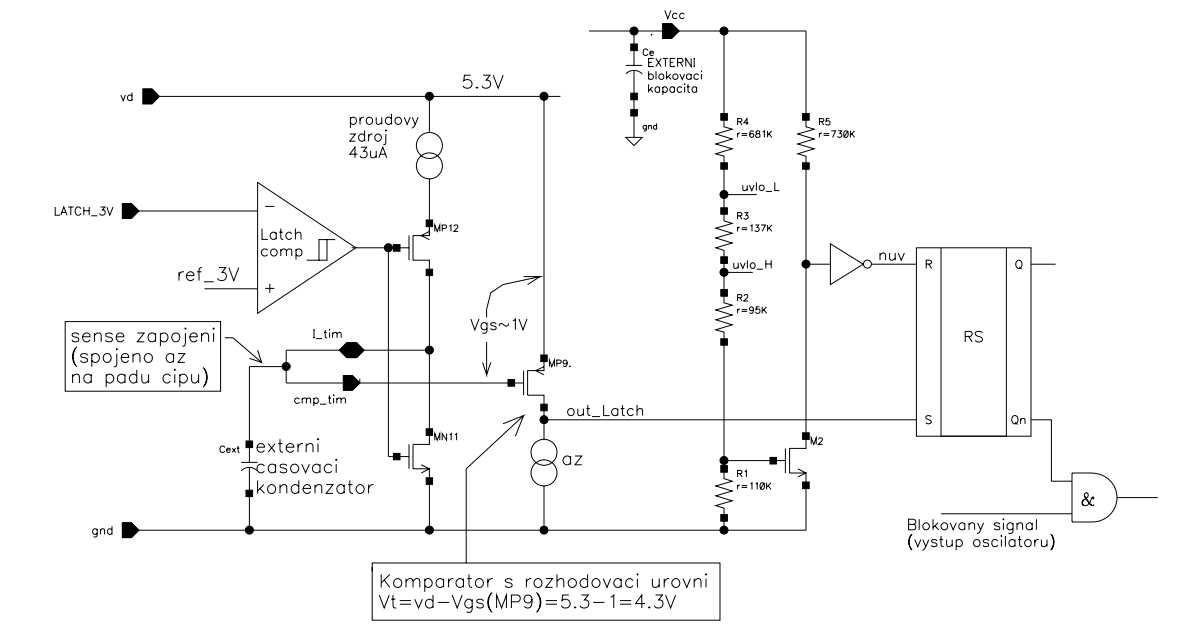 Vcc
Ce
EXTERNI
blokovaci
kapacita
gnd
vd
5.3V
proudovy
zdroj
43uA
R4
r=681K
R5
r=730K
uvlo_L
LATCH_3V
−
Latch
comp
ref_3V
+
MP12
R3
r=137K
uvlo_H
R2
r=95K
nuv
R
Q
RS
S
Qn
sense zapojeni
(spojeno az
na padu cipu)
I_tim
Vgs~1V
cmp_tim
MP9.
out_Latch
MN11
Cext
externi
casovaci
kondenzator
az
M2
R1
r=110K
&
gnd
Blokovany signal
(vystup oscilatoru)
Komparator s rozhodovaci urovni
Vt=vd−Vgs(MP9)=5.3−1=4.3V